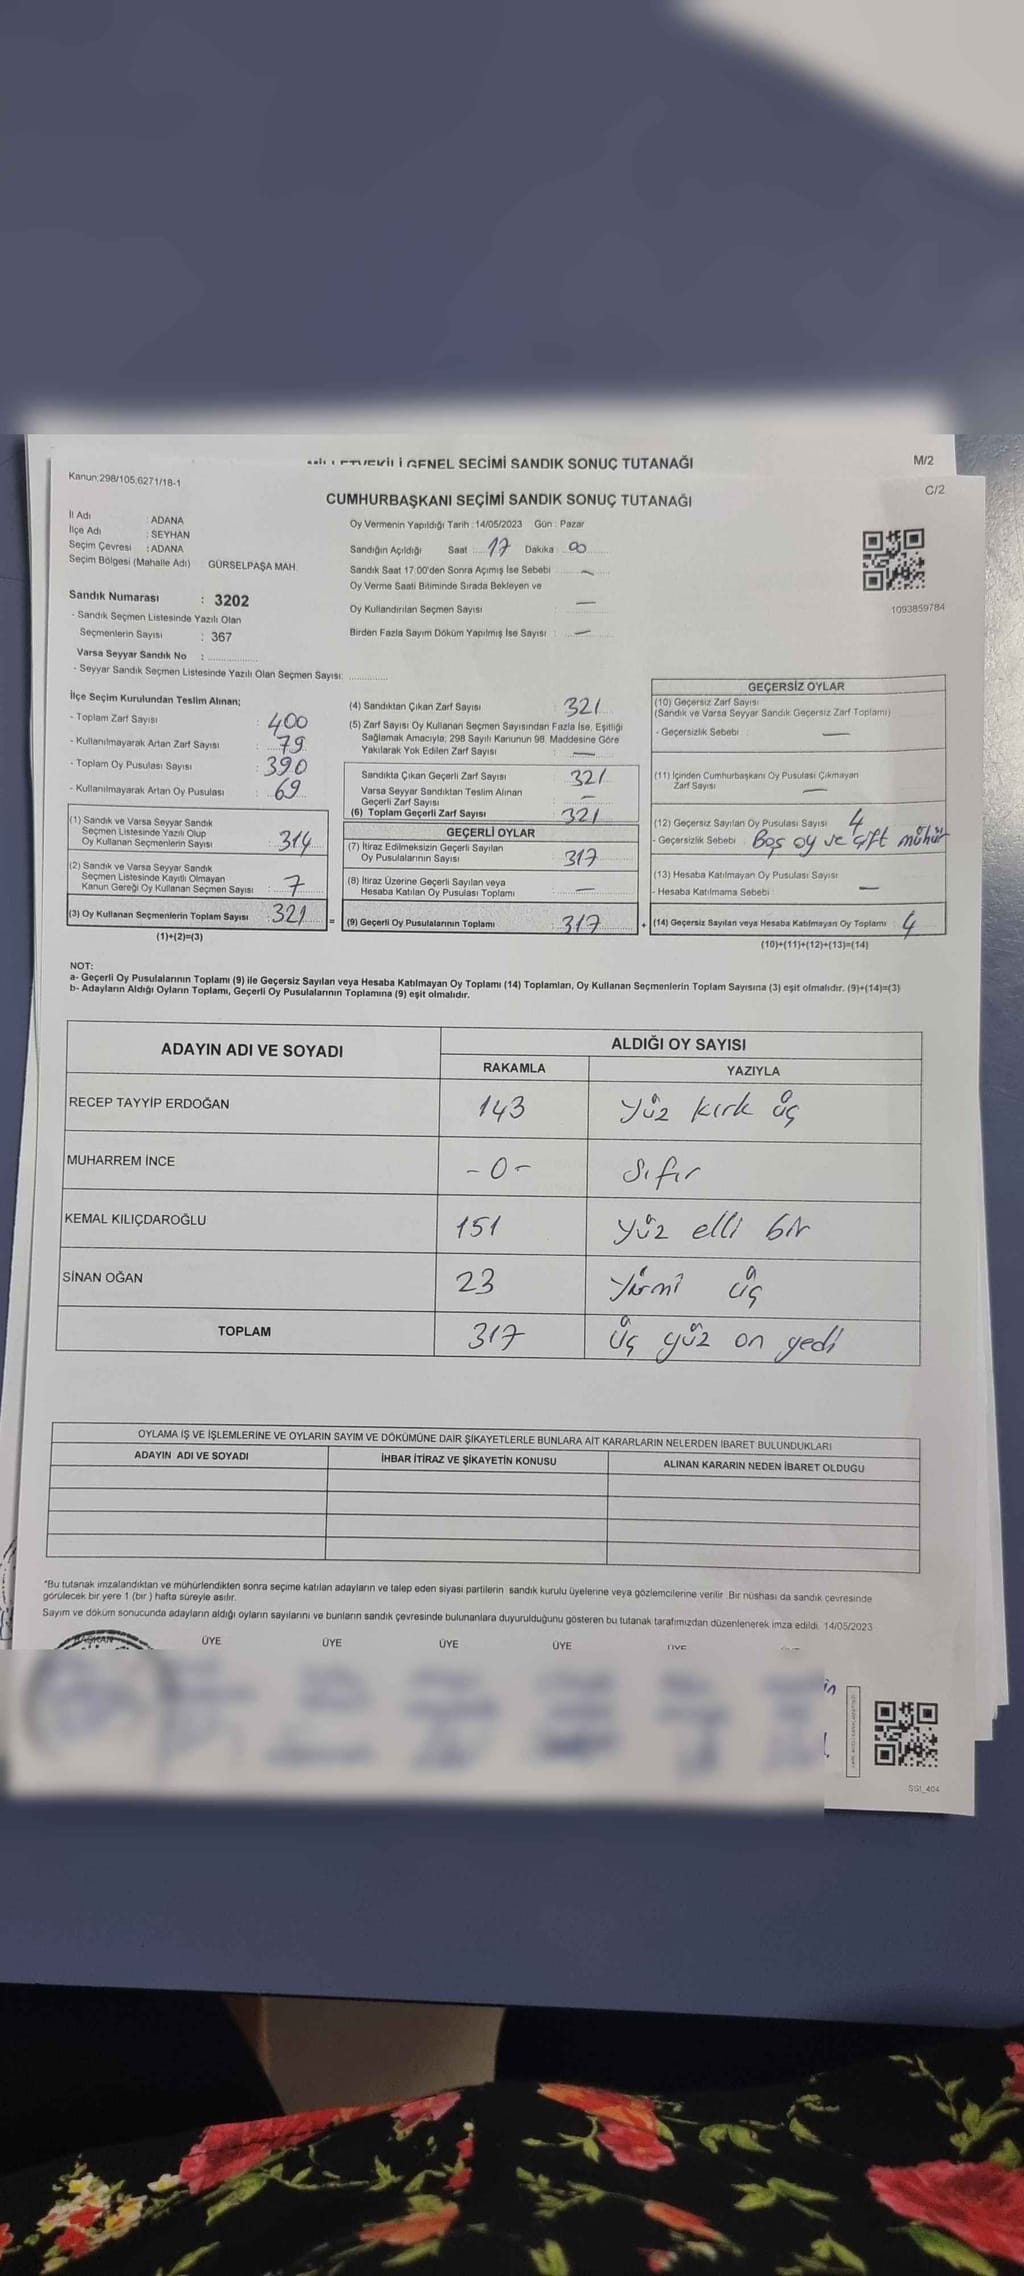 GENEL SECİMİ SANDIK SONUÇ TUTANAĞI
M/2
Kanun:298/105;6271/18-1
C/2
CUMHURBAŞKANI SEÇİMİ SANDIK SONUÇ TUTANAĞI
İl Adı : ADANA
İlçe Adı : SEYHAN
Seçim Çevresi : ADANA
Seçim Bölgesi (Mahalle Adı) GÜRSELPAŞA MAH.
Oy Vermenin Yapıldığı Tarih : 14/05/2023 Gün : Pazar
Sandığın Açıldığı Saat : 17 Dakika : 00
Sandık Saat 17:00'den Sonra Açımış İse Sebebi : —
Oy Verme Saati Bitiminde Sırada Bekleyen ve
Oy Kullandırılan Seçmen Sayısı : —
Birden Fazla Sayım Döküm Yapılmış İse Sayısı : —
1093859784
Sandık Numarası : 3202
- Sandık Seçmen Listesinde Yazılı Olan
Seçmenlerin Sayısı : 367
Varsa Seyyar Sandık No :
- Seyyar Sandık Seçmen Listesinde Yazılı Olan Seçmen Sayısı:
İlçe Seçim Kurulundan Teslim Alınan;
- Toplam Zarf Sayısı : 400
- Kullanılmayarak Artan Zarf Sayısı : 79
- Toplam Oy Pusulası Sayısı : 390
- Kullanılmayarak Artan Oy Pusulası : 69
(1) Sandık ve Varsa Seyyar Sandık
Seçmen Listesinde Yazılı Olup
Oy Kullanan Seçmenlerin Sayısı : 314
(2) Sandık ve Varsa Seyyar Sandık
Seçmen Listesinde Kayıtlı Olmayan
Kanun Gereği Oy Kullanan Seçmen Sayısı : 7
(3) Oy Kullanan Seçmenlerin Toplam Sayısı : 321
(1)+(2)=(3)
(4) Sandıktan Çıkan Zarf Sayısı : 321
(5) Zarf Sayısı Oy Kullanan Seçmen Sayısından Fazla İse, Eşitliği
Sağlamak Amacıyla; 298 Sayılı Kanunun 98. Maddesine Göre
Yakılarak Yok Edilen Zarf Sayısı : —
Sandıkta Çıkan Geçerli Zarf Sayısı 321
Varsa Seyyar Sandıktan Teslim Alınan
Geçerli Zarf Sayısı : —
(6) Toplam Geçerli Zarf Sayısı 321
GEÇERLİ OYLAR
(7) İtiraz Edilmeksizin Geçerli Sayılan
Oy Pusulalarının Sayısı : 317
(8) İtiraz Üzerine Geçerli Sayılan veya
Hesaba Katılan Oy Pusulası Toplamı : —
= (9) Geçerli Oy Pusulalarının Toplamı : 317
GEÇERSİZ OYLAR
(10) Geçersiz Zarf Sayısı
(Sandık ve Varsa Seyyar Sandık Geçersiz Zarf Toplamı)
- Geçersizlik Sebebi : —
(11) İçinden Cumhurbaşkanı Oy Pusulası Çıkmayan
Zarf Sayısı : —
(12) Geçersiz Sayılan Oy Pusulası Sayısı : 4
- Geçersizlik Sebebi : Boş oy ve çift mühür
(13) Hesaba Katılmayan Oy Pusulası Sayısı
- Hesaba Katılmama Sebebi : —
+ (14) Geçersiz Sayılan veya Hesaba Katılmayan Oy Toplamı : 4
(10)+(11)+(12)+(13)=(14)
NOT:
a- Geçerli Oy Pusulalarının Toplamı (9) ile Geçersiz Sayılan veya Hesaba Katılmayan Oy Toplamı (14) Toplamları, Oy Kullanan Seçmenlerin Toplam Sayısına (3) eşit olmalıdır. (9)+(14)=(3)
b- Adayların Aldığı Oyların Toplamı, Geçerli Oy Pusulalarının Toplamına (9) eşit olmalıdır.
ADAYIN ADI VE SOYADI
ALDIĞI OY SAYISI
RAKAMLA YAZIYLA
RECEP TAYYİP ERDOĞAN 143 yüz kırk üç
MUHARREM İNCE -0- Sıfır
KEMAL KILIÇDAROĞLU 151 yüz elli bir
SİNAN OĞAN 23 yirmi üç
TOPLAM 317 Üç yüz on yedi
OYLAMA İŞ VE İŞLEMLERİNE VE OYLARIN SAYIM VE DÖKÜMÜNE DAİR ŞİKAYETLERLE BUNLARA AİT KARARLARIN NELERDEN İBARET BULUNDUKLARI
ADAYIN ADI VE SOYADI İHBAR İTİRAZ VE ŞİKAYETİN KONUSU ALINAN KARARIN NEDEN İBARET OLDUĞU
*Bu tutanak imzalandıktan ve mühürlendikten sonra seçime katılan adayların ve talep eden siyasi partilerin sandık kurulu üyelerine veya gözlemcilerine verilir. Bir nüshası da sandık çevresinde
görülecek bir yere 1 (bir) hafta süreyle asılır.
Sayım ve döküm sonucunda adayların aldığı oyların sayılarını ve bunların sandık çevresinde bulunanlara duyurulduğunu gösteren bu tutanak tarafımızdan düzenlenerek imza edildi. 14/05/2023
BAŞKAN ÜYE ÜYE ÜYE ÜYE ÜYE
SSI_404